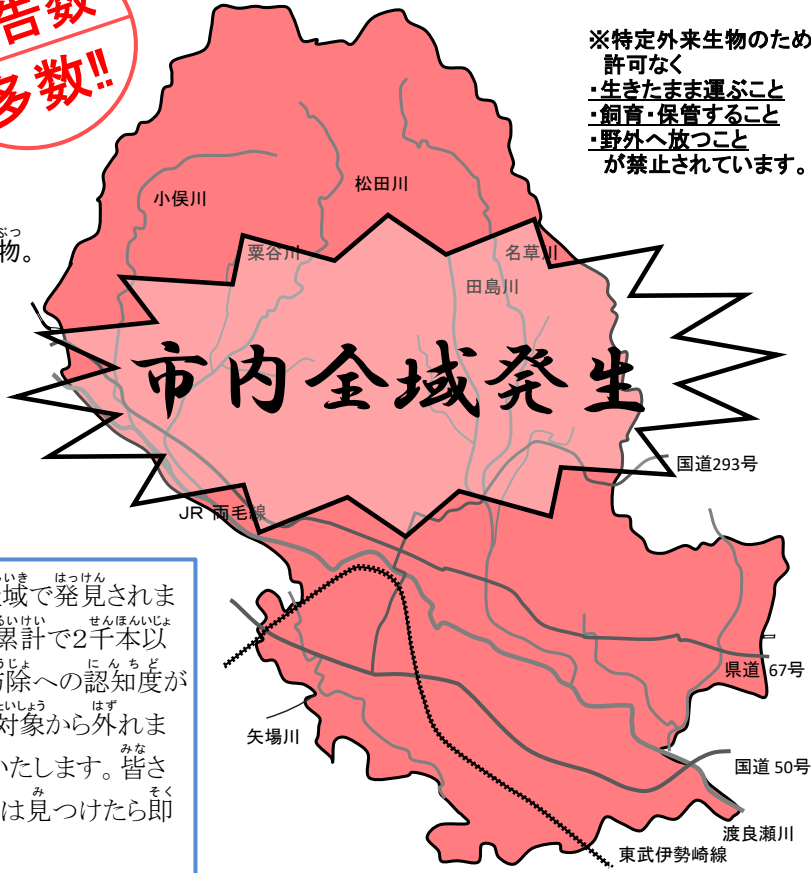 告数
多数!!
※特定外来生物のため
許可なく
・生きたまま運ぶこと
・飼育・保管すること
・野外へ放つこと
が禁止されています。
物。
小俣川
松田川
粟谷川
名草川
田島川
市内全域発生
国道293号
JR 両毛線
県道 67号
矢場川
国道 50号
渡良瀬川
東武伊勢崎線
域で発見されま
累計で2千本以
防除への認知度が
対象から外れま
いたします。皆さ
は見つけたら即